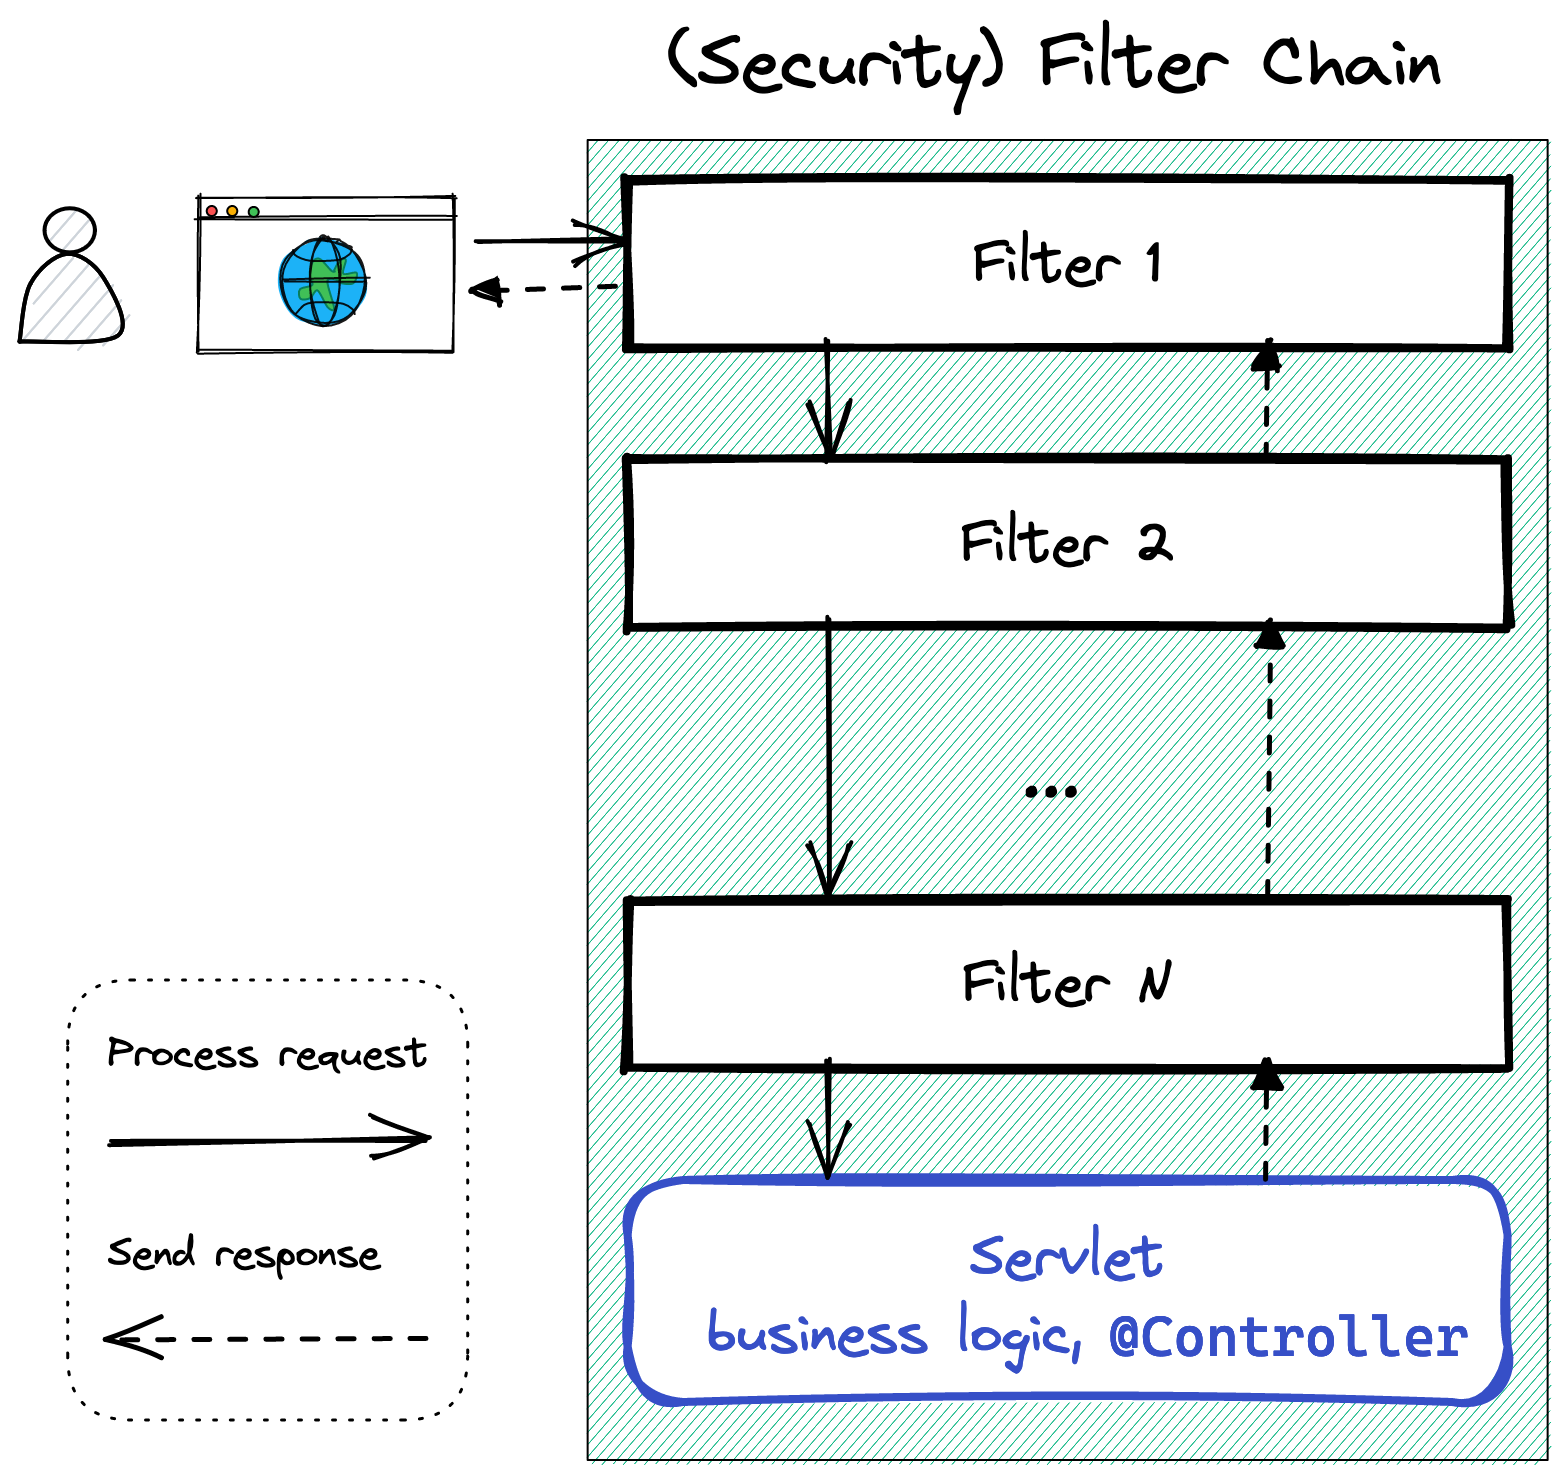 (Security) Filter Chain
Filter 1
Filter 2
...
Filter N
Process request
Send response
Servlet
business logic, @Controller